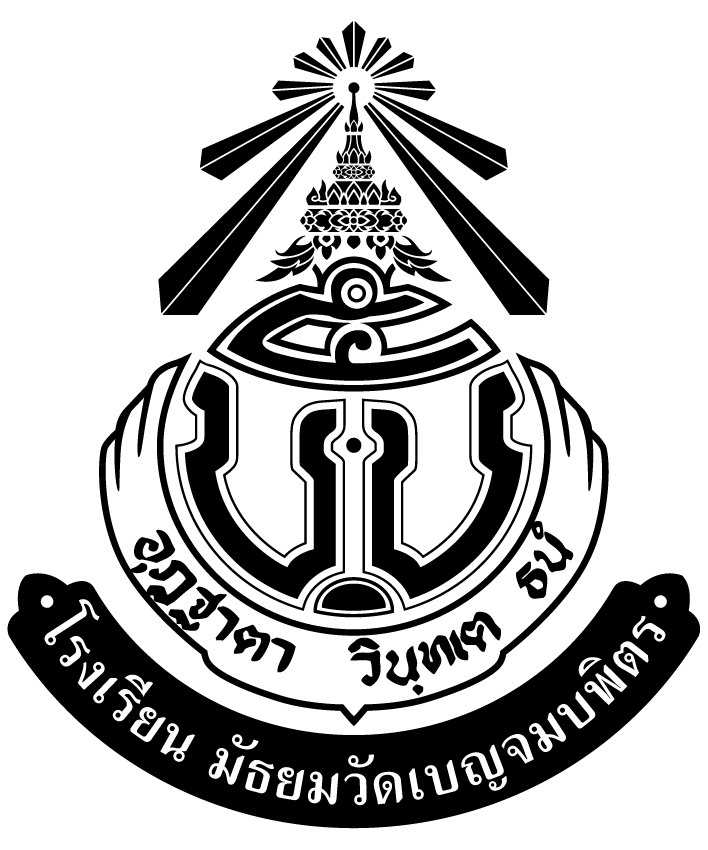 อุฏฺฐาตา วินฺทเต ธนํ
โรงเรียน มัธยมวัดเบญจมบพิตร